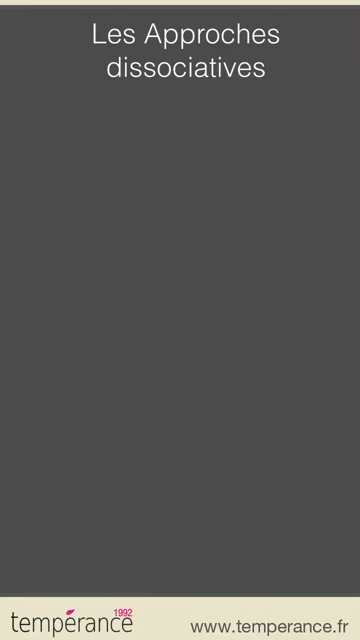 Les Approches
dissociatives
1992
tempérance
www.temperance.fr